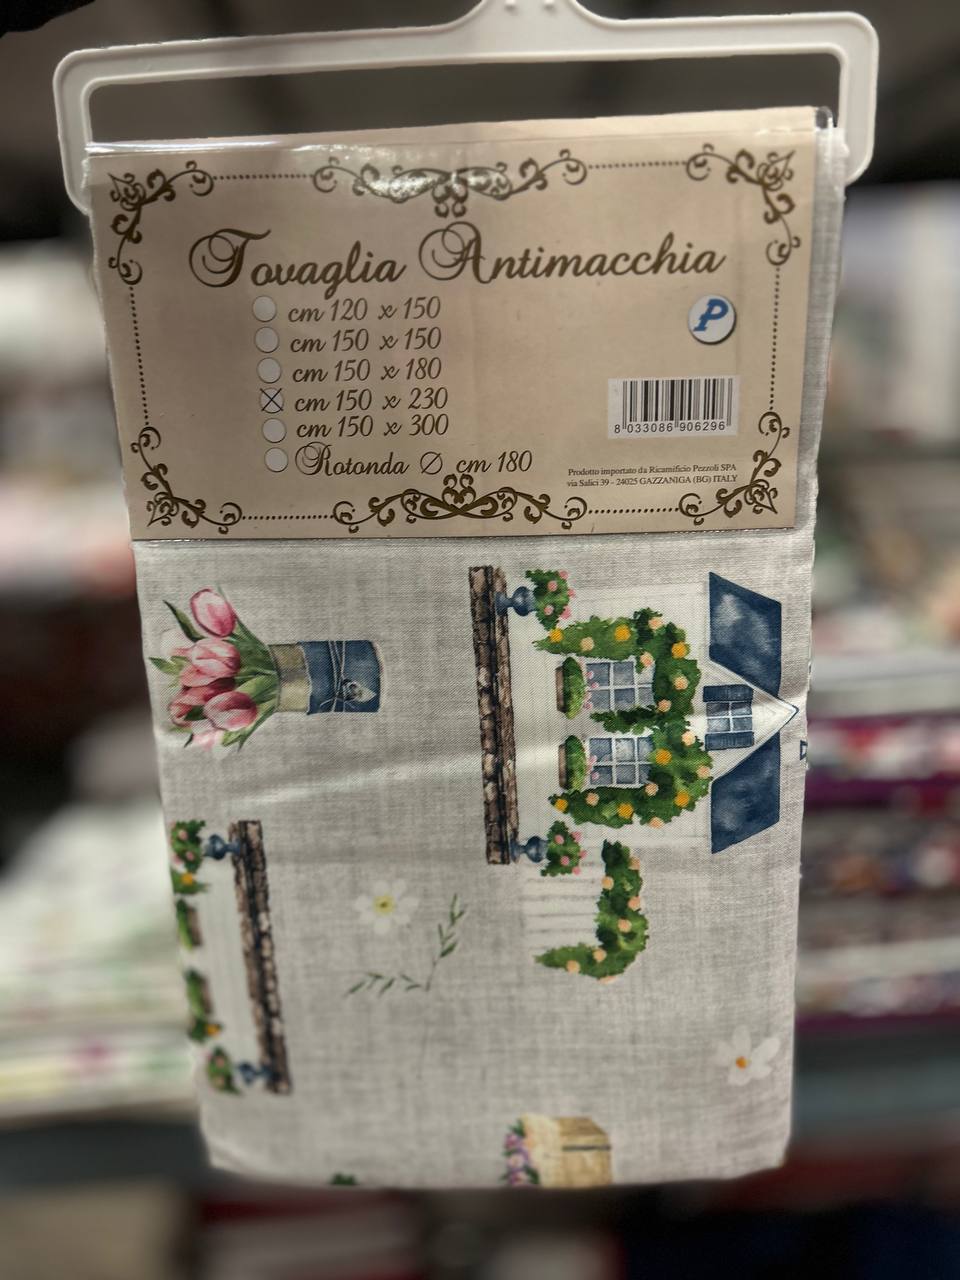 Tovaglia Antimacchia
cm 120 x 150
cm 150 x 150
cm 150 x 180
cm 150 x 230
cm 150 x 300
Rotonda Ø cm 180
P
8 033086 906296
Prodotto importato da Ricamificio Pezzoli SPA
via Salici 39 - 24025 GAZZANIGA (BG) ITALY